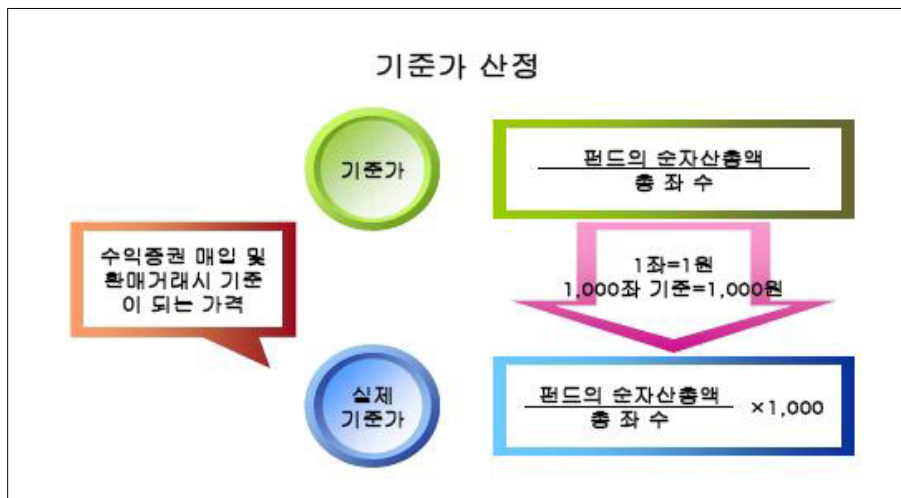 기준가 산정
기준가
펀드의 순자산총액
총 좌 수
수익증권 매입 및
환매거래시 기준
이 되는 가격
1좌=1원
1,000좌 기준=1,000원
실제
기준가
펀드의 순자산총액
총 좌 수
×1,000